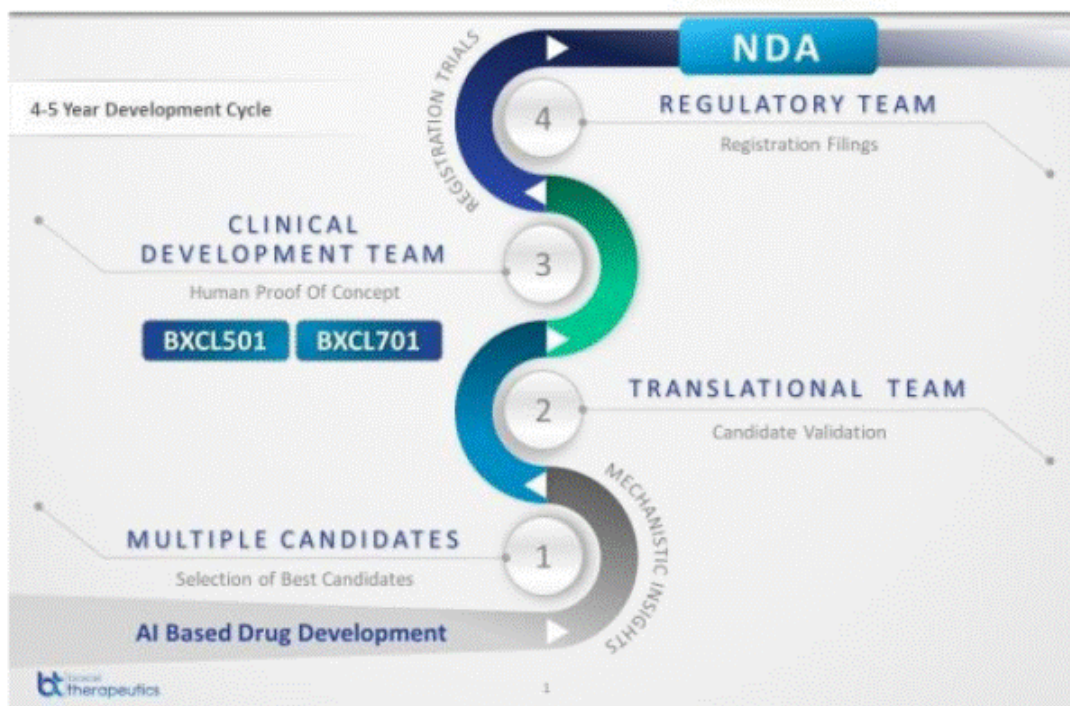 NDA
REGISTRATION TRIALS
4-5 Year Development Cycle
4
REGULATORY TEAM
Registration Filings
CLINICAL
DEVELOPMENT TEAM
3
Human Proof Of Concept
BXCL501 BXCL701
2
TRANSLATIONAL TEAM
Candidate Validation
MECHANISTIC INSIGHTS
MULTIPLE CANDIDATES
1
Selection of Best Candidates
AI Based Drug Development
bt
therapeutics
1